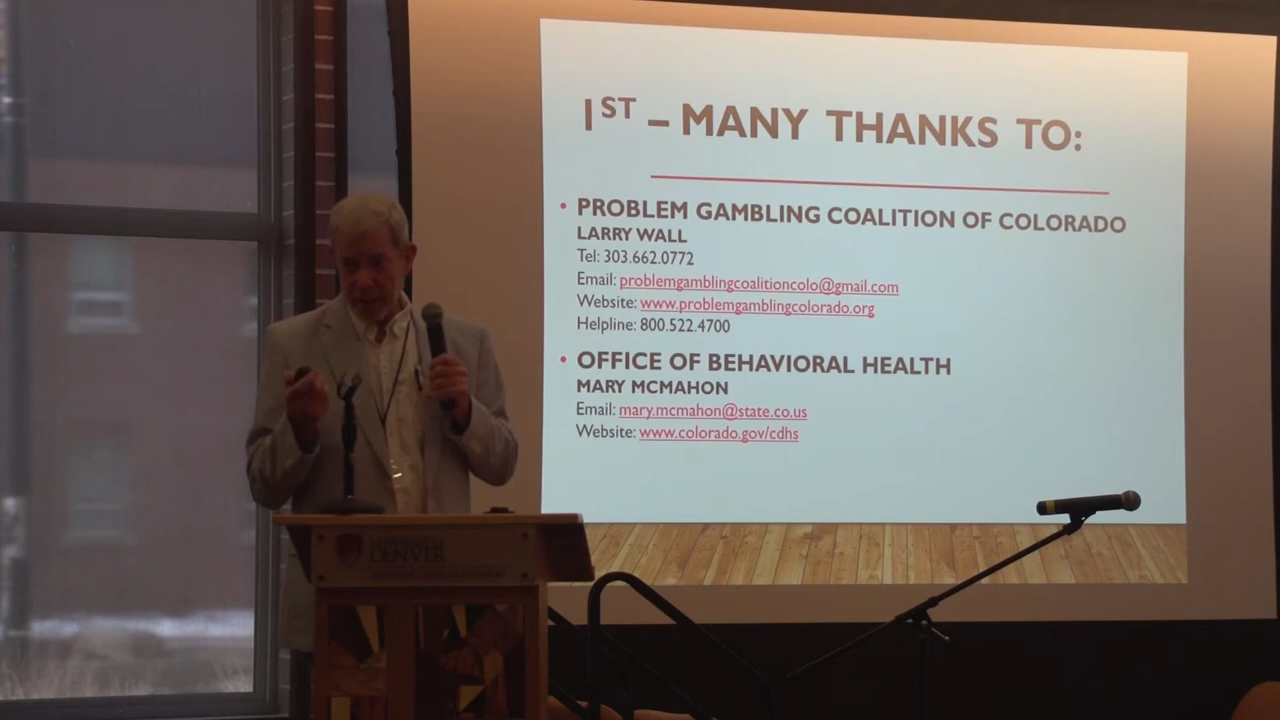 1ST – MANY THANKS TO:
• PROBLEM GAMBLING COALITION OF COLORADO
LARRY WALL
Tel: 303.662.0772
Email: problemgamblingcoalitioncolo@gmail.com
Website: www.problemgamblingcolorado.org
Helpline: 800.522.4700
• OFFICE OF BEHAVIORAL HEALTH
MARY MCMAHON
Email: mary.mcmahon@state.co.us
Website: www.colorado.gov/cdhs
DENVER